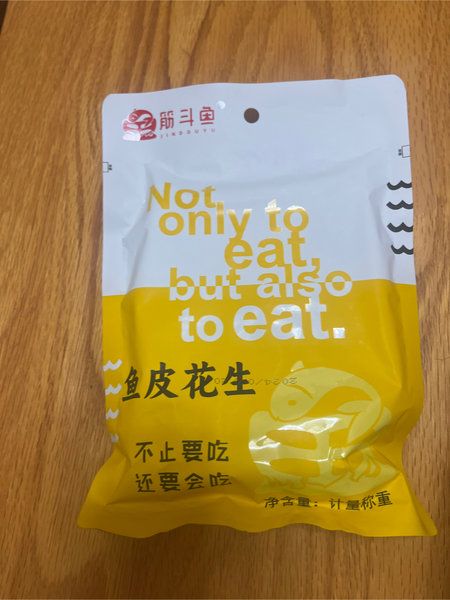 筋斗鱼
JINDOUYU
Not
only to
eat,
but also
to eat.
鱼皮花生
不止要吃
还要会吃
净含量：计量称重